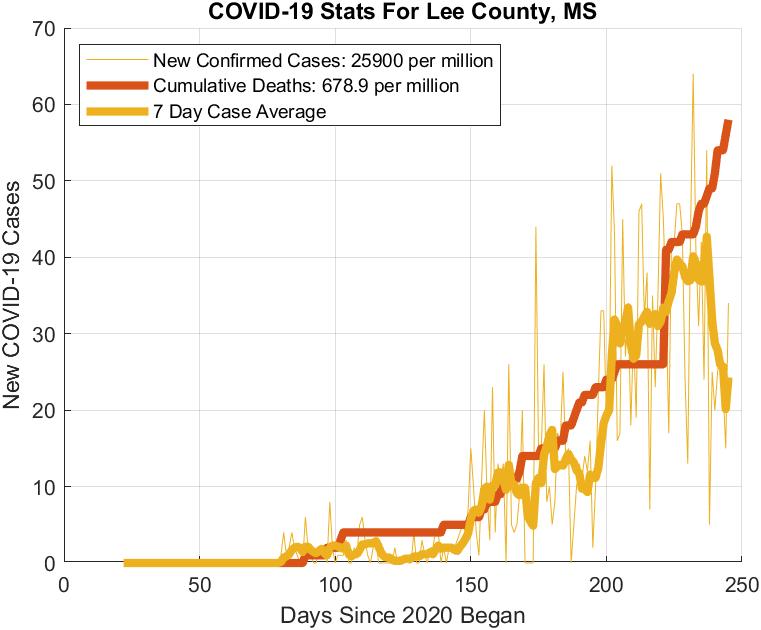 COVID-19 Stats For Lee County, MS
70
60
50
40
30
20
10
0
New COVID-19 Cases
New Confirmed Cases: 25900 per million
Cumulative Deaths: 678.9 per million
7 Day Case Average
0 50 100 150 200 250
Days Since 2020 Began